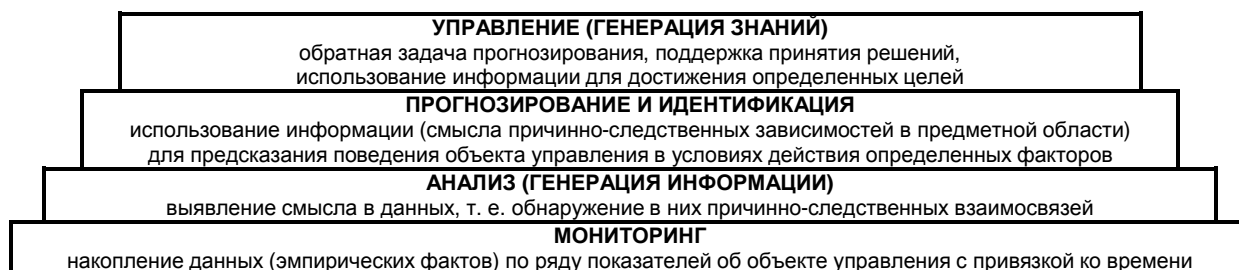 УПРАВЛЕНИЕ (ГЕНЕРАЦИЯ ЗНАНИЙ)
обратная задача прогнозирования, поддержка принятия решений,
использование информации для достижения определенных целей
ПРОГНОЗИРОВАНИЕ И ИДЕНТИФИКАЦИЯ
использование информации (смысла причинно-следственных зависимостей в предметной области)
для предсказания поведения объекта управления в условиях действия определенных факторов
АНАЛИЗ (ГЕНЕРАЦИЯ ИНФОРМАЦИИ)
выявление смысла в данных, т. е. обнаружение в них причинно-следственных взаимосвязей
МОНИТОРИНГ
накопление данных (эмпирических фактов) по ряду показателей об объекте управления с привязкой ко времени